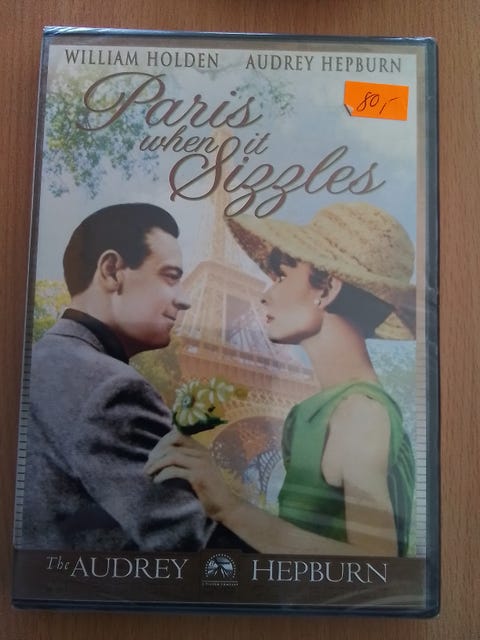 WILLIAM HOLDEN AUDREY HEPBURN
80,-
Paris
when it
Sizzles
The AUDREY HEPBURN